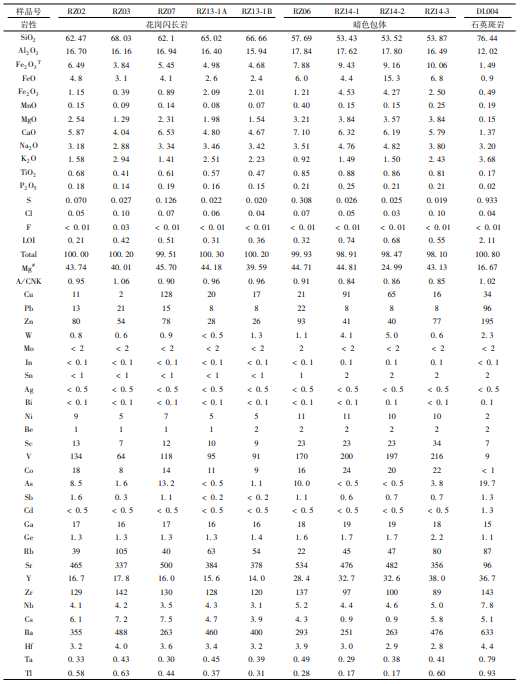 样品号 RZ02 RZ03 RZ07 RZ13-1A RZ13-1B RZ06 RZ14-1 RZ14-2 RZ14-3 DL004
岩性 花岗闪长岩 暗色包体 石英斑岩
SiO2 62.47 68.03 62.1 65.02 66.66 57.69 53.43 53.52 53.87 76.44
Al2O3 16.70 16.16 16.94 16.40 15.94 17.84 17.62 17.80 16.49 12.02
Fe2O3T 6.49 3.84 5.45 4.98 4.68 7.88 9.43 9.16 10.06 1.49
FeO 4.8 3.1 4.1 2.6 2.4 6.0 4.4 15.3 6.8 0.9
Fe2O3 1.15 0.39 0.89 2.09 2.01 1.21 4.53 4.27 2.50 0.49
MnO 0.15 0.09 0.14 0.08 0.07 0.40 0.15 0.15 0.25 0.19
MgO 2.54 1.29 2.31 1.98 1.54 3.21 3.84 3.57 3.84 0.15
CaO 5.87 4.04 6.53 4.80 4.67 7.10 6.32 6.19 5.79 1.37
Na2O 3.18 2.88 3.34 3.46 3.42 3.51 4.76 4.82 3.80 3.20
K2O 1.58 2.94 1.41 2.51 2.23 0.92 1.49 1.50 2.43 3.68
TiO2 0.68 0.41 0.61 0.57 0.47 0.85 0.88 0.86 0.81 0.17
P2O5 0.18 0.14 0.19 0.16 0.15 0.25 0.21 0.21 0.21 0.02
S 0.070 0.027 0.126 0.022 0.020 0.308 0.026 0.025 0.019 0.933
Cl 0.05 0.10 0.07 0.06 0.04 0.07 0.05 0.03 0.10 0.04
F < 0.01 0.03 < 0.01 < 0.01 < 0.01 < 0.01 < 0.01 < 0.01 < 0.01 < 0.01
LOI 0.21 0.42 0.51 0.31 0.36 0.32 0.74 0.68 0.55 2.11
Total 100.00 100.20 99.51 100.30 100.20 99.93 98.91 98.47 98.10 100.80
Mg# 43.74 40.01 45.70 44.18 39.59 44.71 44.81 24.99 43.13 16.67
A/CNK 0.95 1.06 0.90 0.96 0.96 0.91 0.84 0.86 0.85 1.02
Cu 11 2 128 20 17 21 91 65 16 34
Pb 13 21 15 8 8 22 8 8 8 96
Zn 80 54 78 28 26 93 41 40 77 195
W 0.8 0.6 0.9 < 0.5 1.3 1.1 4.1 5.0 0.6 2.3
Mo < 2 < 2 < 2 < 2 < 2 2 < 2 < 2 < 2 < 2
In < 0.1 < 0.1 < 0.1 < 0.1 < 0.1 < 0.1 0.1 0.1 0.1 < 0.1
Sn < 1 < 1 < 1 < 1 < 1 1 2 2 2 2
Ag < 0.5 < 0.5 < 0.5 < 0.5 < 0.5 < 0.5 < 0.5 < 0.5 < 0.5 < 0.5
Bi < 0.1 < 0.1 < 0.1 < 0.1 < 0.1 < 0.1 < 0.1 0.1 < 0.1 0.1
Ni 9 5 7 5 5 11 11 10 10 2
Be 1 1 1 1 2 2 2 2 2 2
Sc 13 7 12 10 9 23 23 23 34 7
V 134 64 118 95 91 170 200 197 216 9
Co 18 8 14 11 9 16 24 20 22 < 1
As 8.5 1.6 13.2 < 0.5 1.1 10.0 < 0.5 < 0.5 3.8 19.7
Sb 1.6 0.3 1.1 < 0.2 < 0.2 1.1 0.6 0.7 0.7 1.3
Cd < 0.5 < 0.5 < 0.5 < 0.5 < 0.5 < 0.5 < 0.5 < 0.5 < 0.5 1.3
Ga 17 16 17 16 16 18 19 19 18 15
Ge 1.3 1.3 1.3 1.3 1.4 1.6 1.7 1.7 2.2 1.1
Rb 39 105 40 63 54 22 45 47 80 87
Sr 465 337 500 384 378 534 476 482 356 96
Y 16.7 17.8 16.0 15.6 14.0 28.4 32.7 32.6 38.0 36.7
Zr 129 142 130 128 120 137 97 100 89 143
Nb 4.1 4.2 3.5 4.3 3.1 5.2 4.4 4.6 5.0 7.8
Cs 6.1 7.2 7.5 4.7 3.9 4.3 0.9 0.9 5.8 5.1
Ba 355 488 263 460 400 293 251 263 476 633
Hf 3.2 4.0 3.6 3.4 3.2 3.9 3.0 2.9 2.8 4.4
Ta 0.33 0.43 0.30 0.45 0.39 0.49 0.29 0.38 0.41 0.79
Tl 0.58 0.63 0.44 0.37 0.31 0.28 0.17 0.17 0.60 0.93